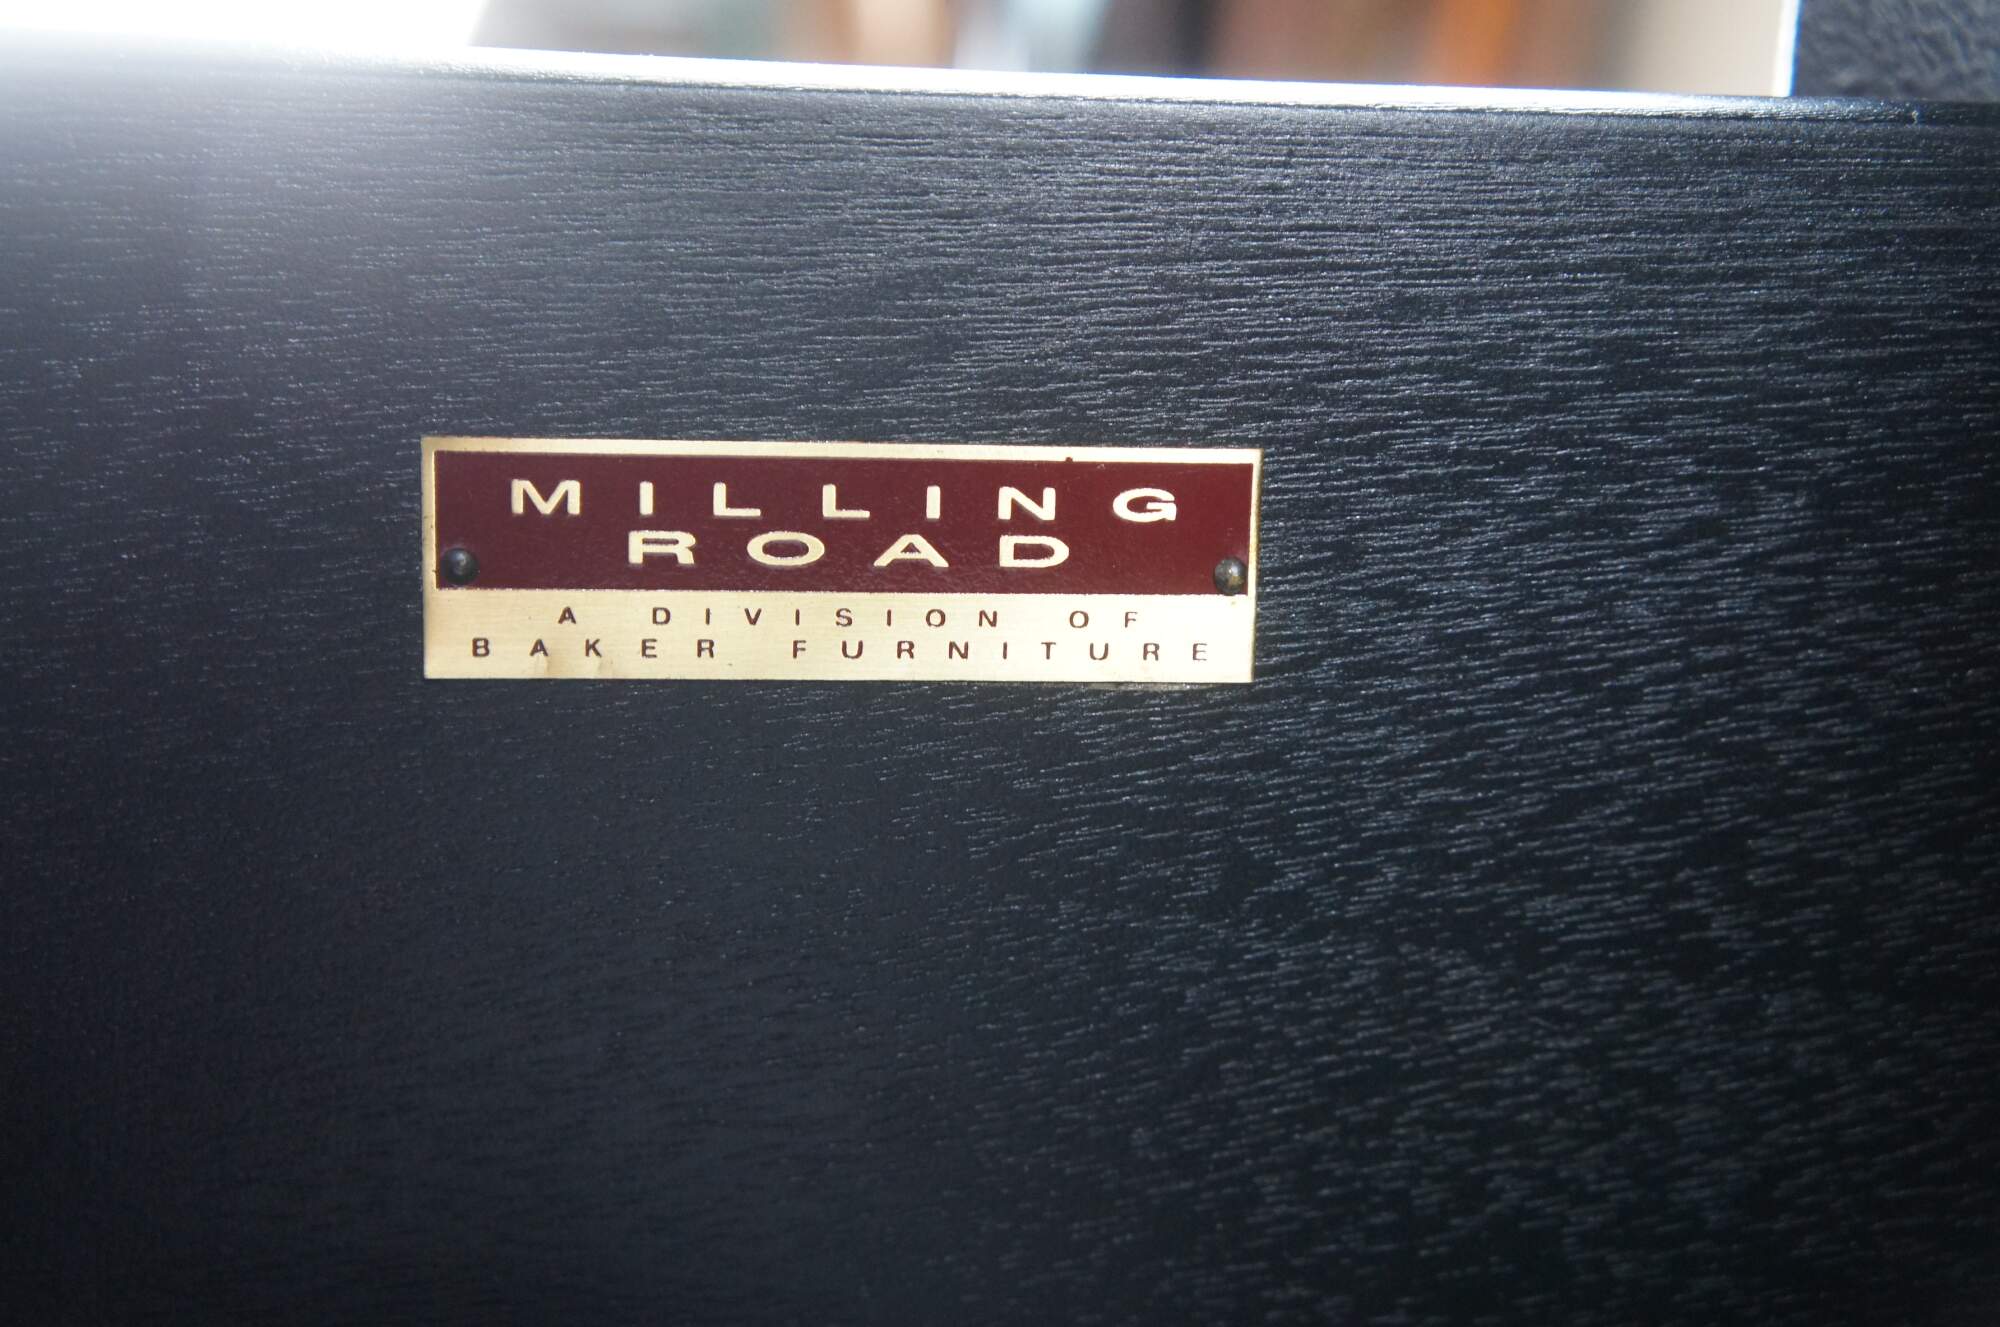 MILLING
ROAD
A DIVISION OF
BAKER FURNITURE